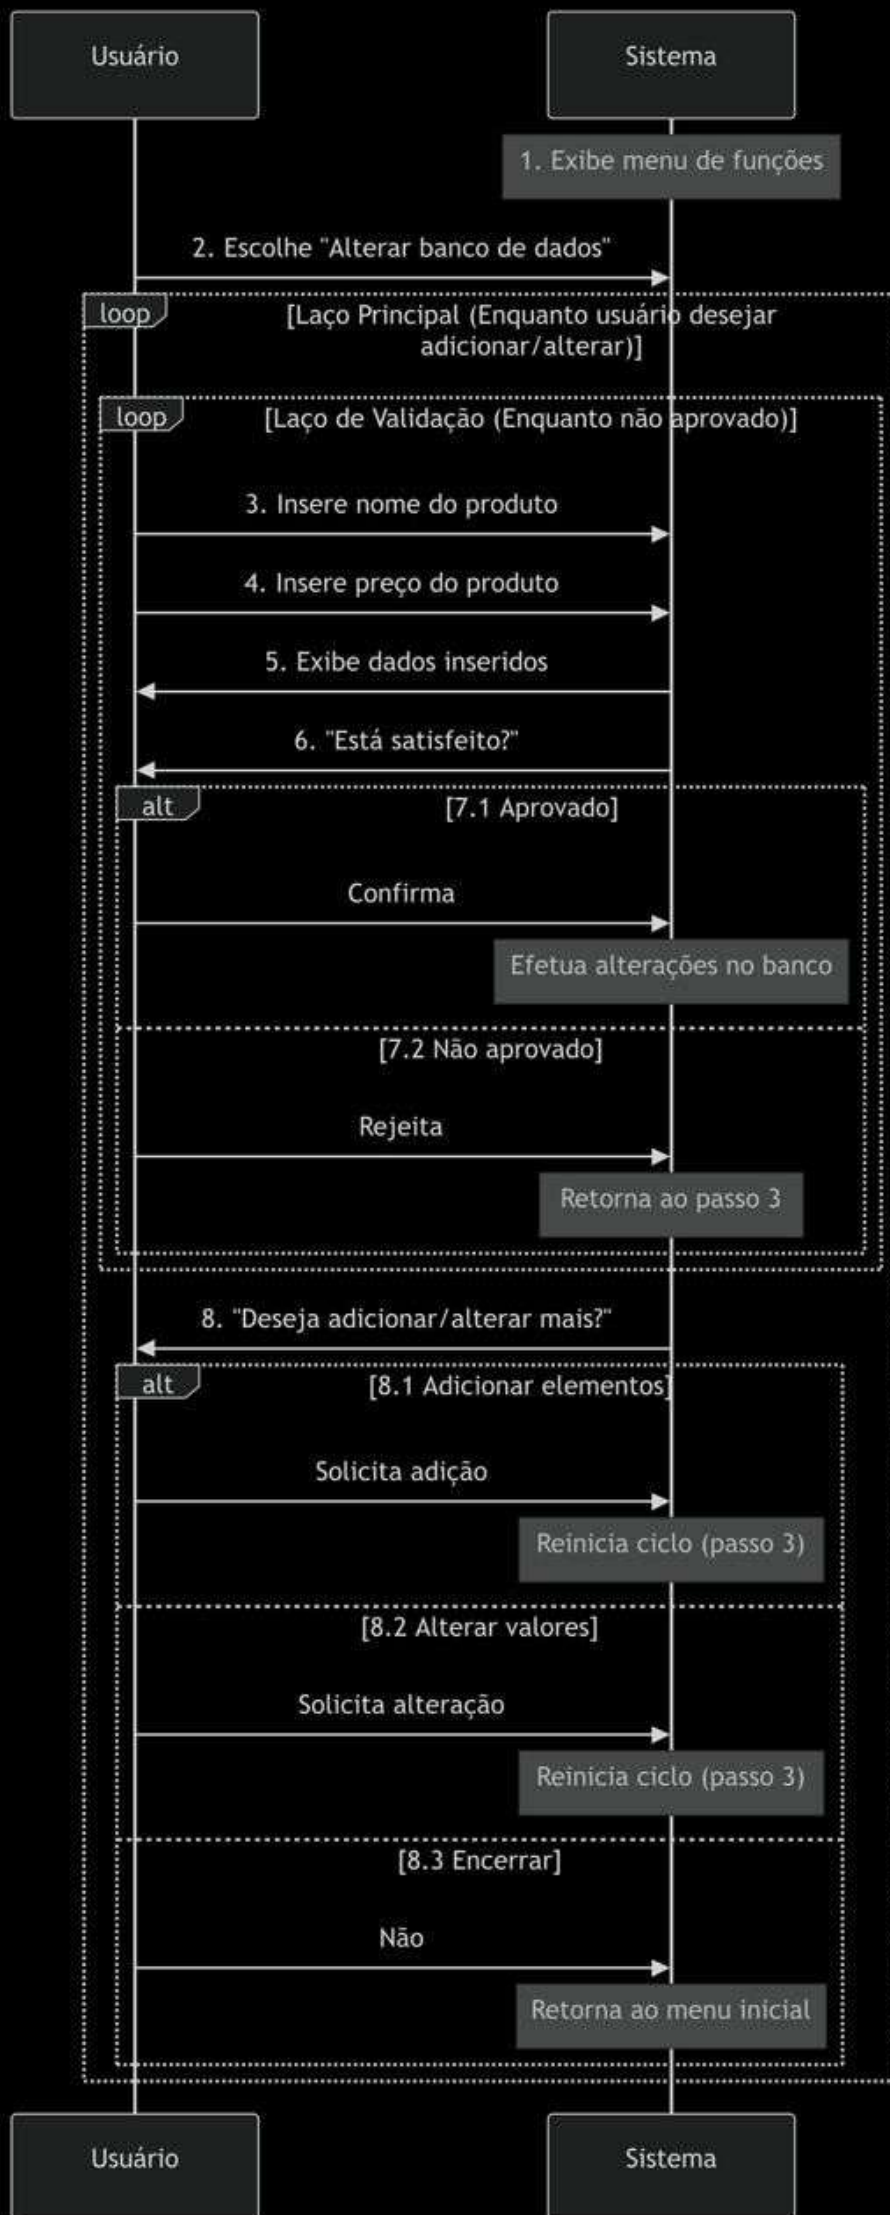 Usuário
Sistema
1. Exibe menu de funções
2. Escolhe "Alterar banco de dados"
loop
[Laço Principal (Enquanto usuário desejar
adicionar/alterar)]
loop
[Laço de Validação (Enquanto não aprovado)]
3. Insere nome do produto
4. Insere preço do produto
5. Exibe dados inseridos
6. "Está satisfeito?"
alt
[7.1 Aprovado]
Confirma
Efetua alterações no banco
[7.2 Não aprovado]
Rejeita
Retorna ao passo 3
8. "Deseja adicionar/alterar mais?"
alt
[8.1 Adicionar elementos]
Solicita adição
Reinicia ciclo (passo 3)
[8.2 Alterar valores]
Solicita alteração
Reinicia ciclo (passo 3)
[8.3 Encerrar]
Não
Retorna ao menu inicial
Usuário
Sistema